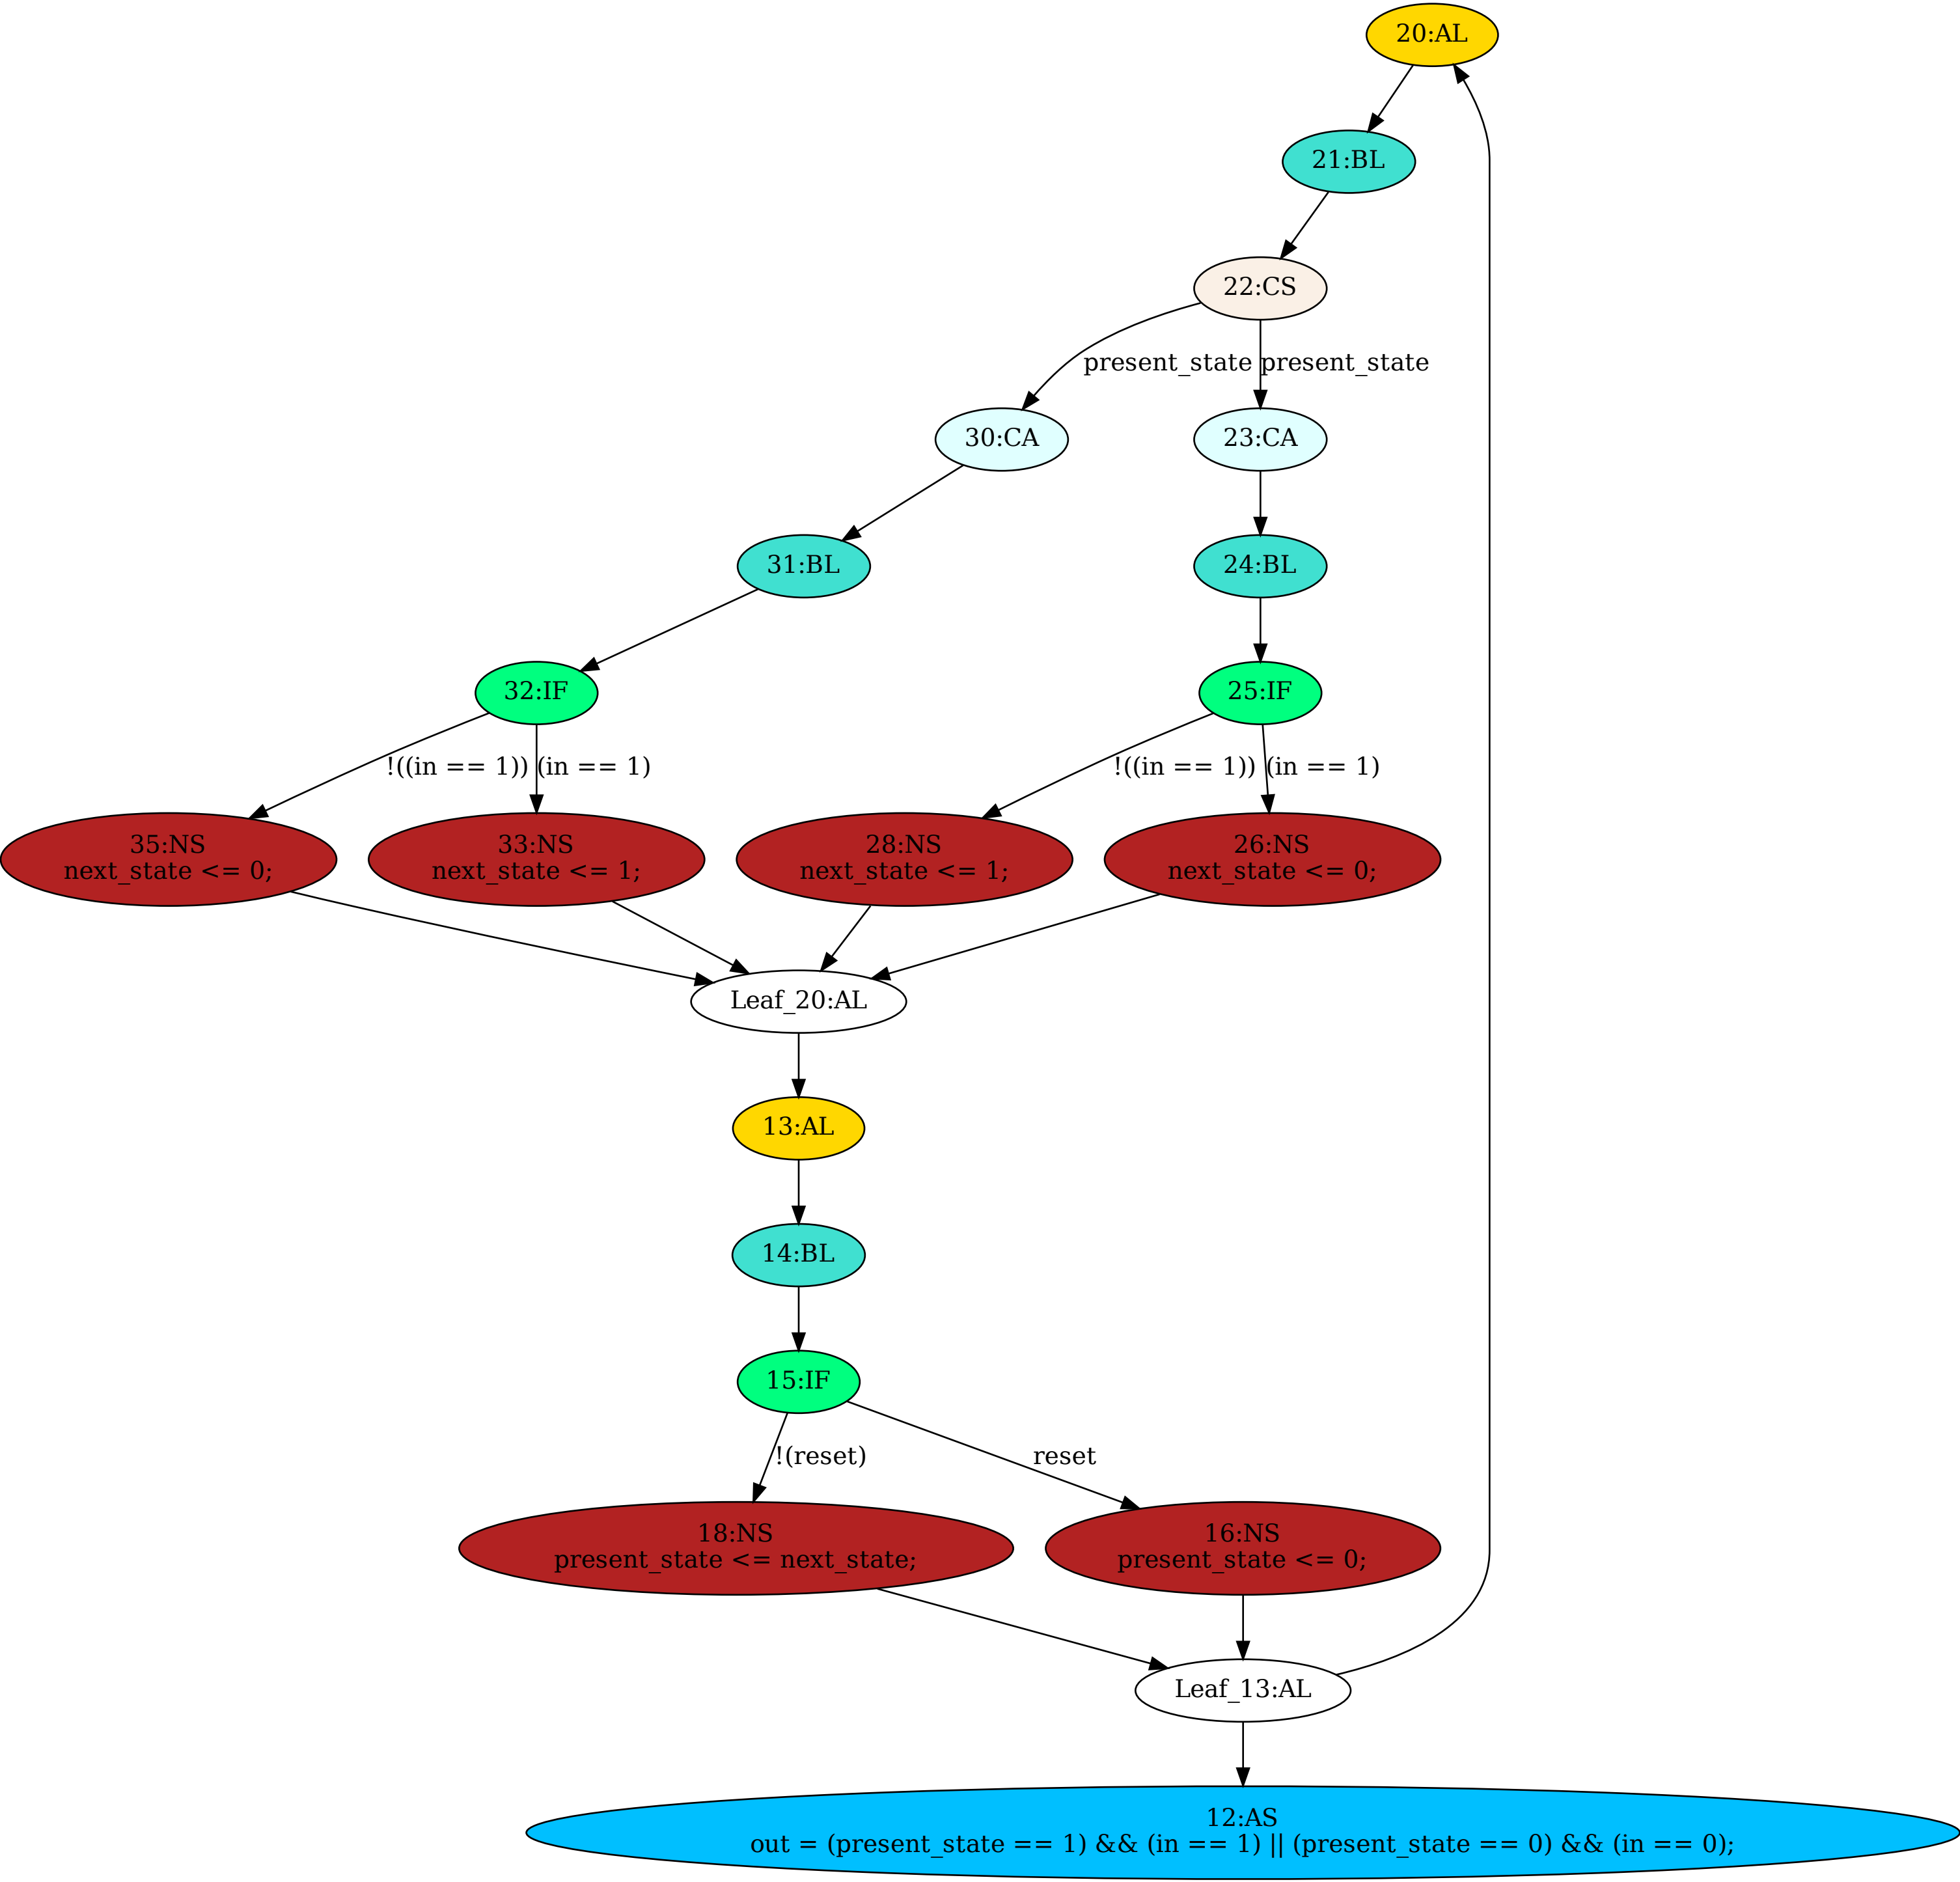 20:AL
21:BL
22:CS
present_state
present_state
30:CA
23:CA
31:BL
24:BL
32:IF
25:IF
!((in == 1))
(in == 1)
!((in == 1))
(in == 1)
35:NS
next_state <= 0;
33:NS
next_state <= 1;
28:NS
next_state <= 1;
26:NS
next_state <= 0;
Leaf_20:AL
13:AL
14:BL
15:IF
!(reset)
reset
18:NS
present_state <= next_state;
16:NS
present_state <= 0;
Leaf_13:AL
12:AS
out = (present_state == 1) && (in == 1) || (present_state == 0) && (in == 0);